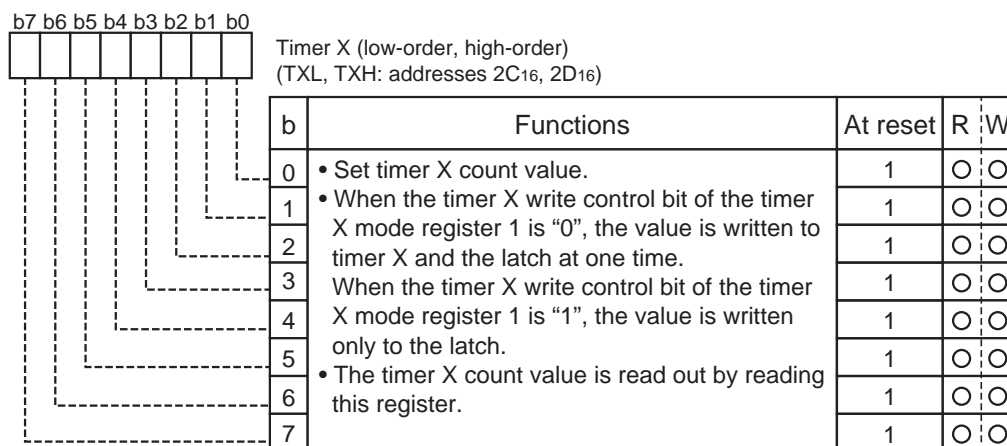 b7 b6 b5 b4 b3 b2 b1 b0
Timer X (low-order, high-order)
(TXL, TXH: addresses 2C16, 2D16)
b Functions At reset R W
0 • Set timer X count value. 1 O O
1 • When the timer X write control bit of the timer 1 O O
X mode register 1 is “0”, the value is written to
2 timer X and the latch at one time. 1 O O
3 When the timer X write control bit of the timer 1 O O
4 X mode register 1 is “1”, the value is written 1 O O
only to the latch.
5 • The timer X count value is read out by reading 1 O O
6 this register. 1 O O
7 1 O O